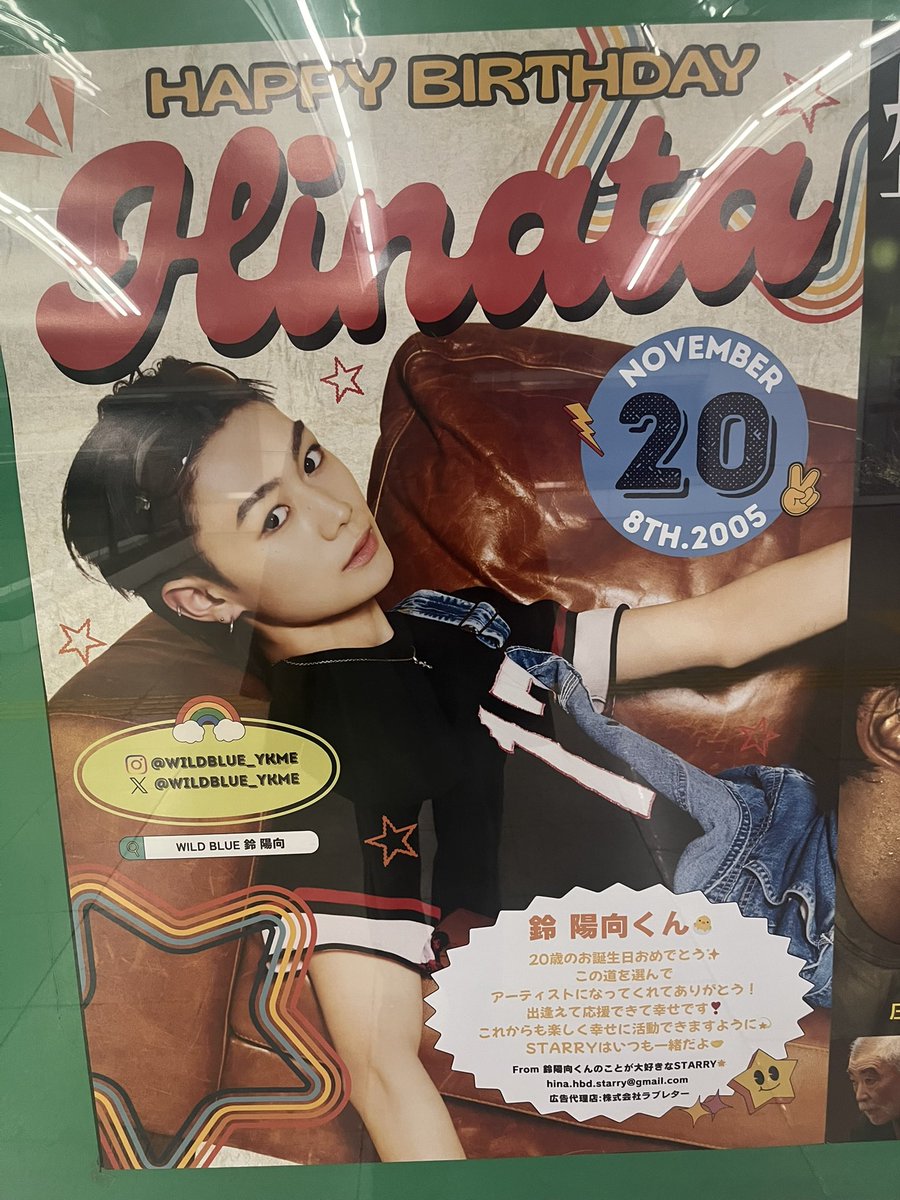 HAPPY BIRTHDAY
Hinata
NOVEMBER
20
8TH.2005
17
@WILDBLUE_YKME
@WILDBLUE_YKME
WILD BLUE 鈴 陽向
鈴 陽向くん🐣
20歳のお誕生日おめでとう✨
この道を選んで
アーティストになってくれてありがとう！
出逢えて応援できて幸せです❣
これからも楽しく幸せに活動できますように💫
STARRYはいつも一緒だよ🤝
From 鈴陽向くんのことが大好きなSTARRY🌟
hina.hbd.starry@gmail.com
広告代理店:株式会社ラブレター